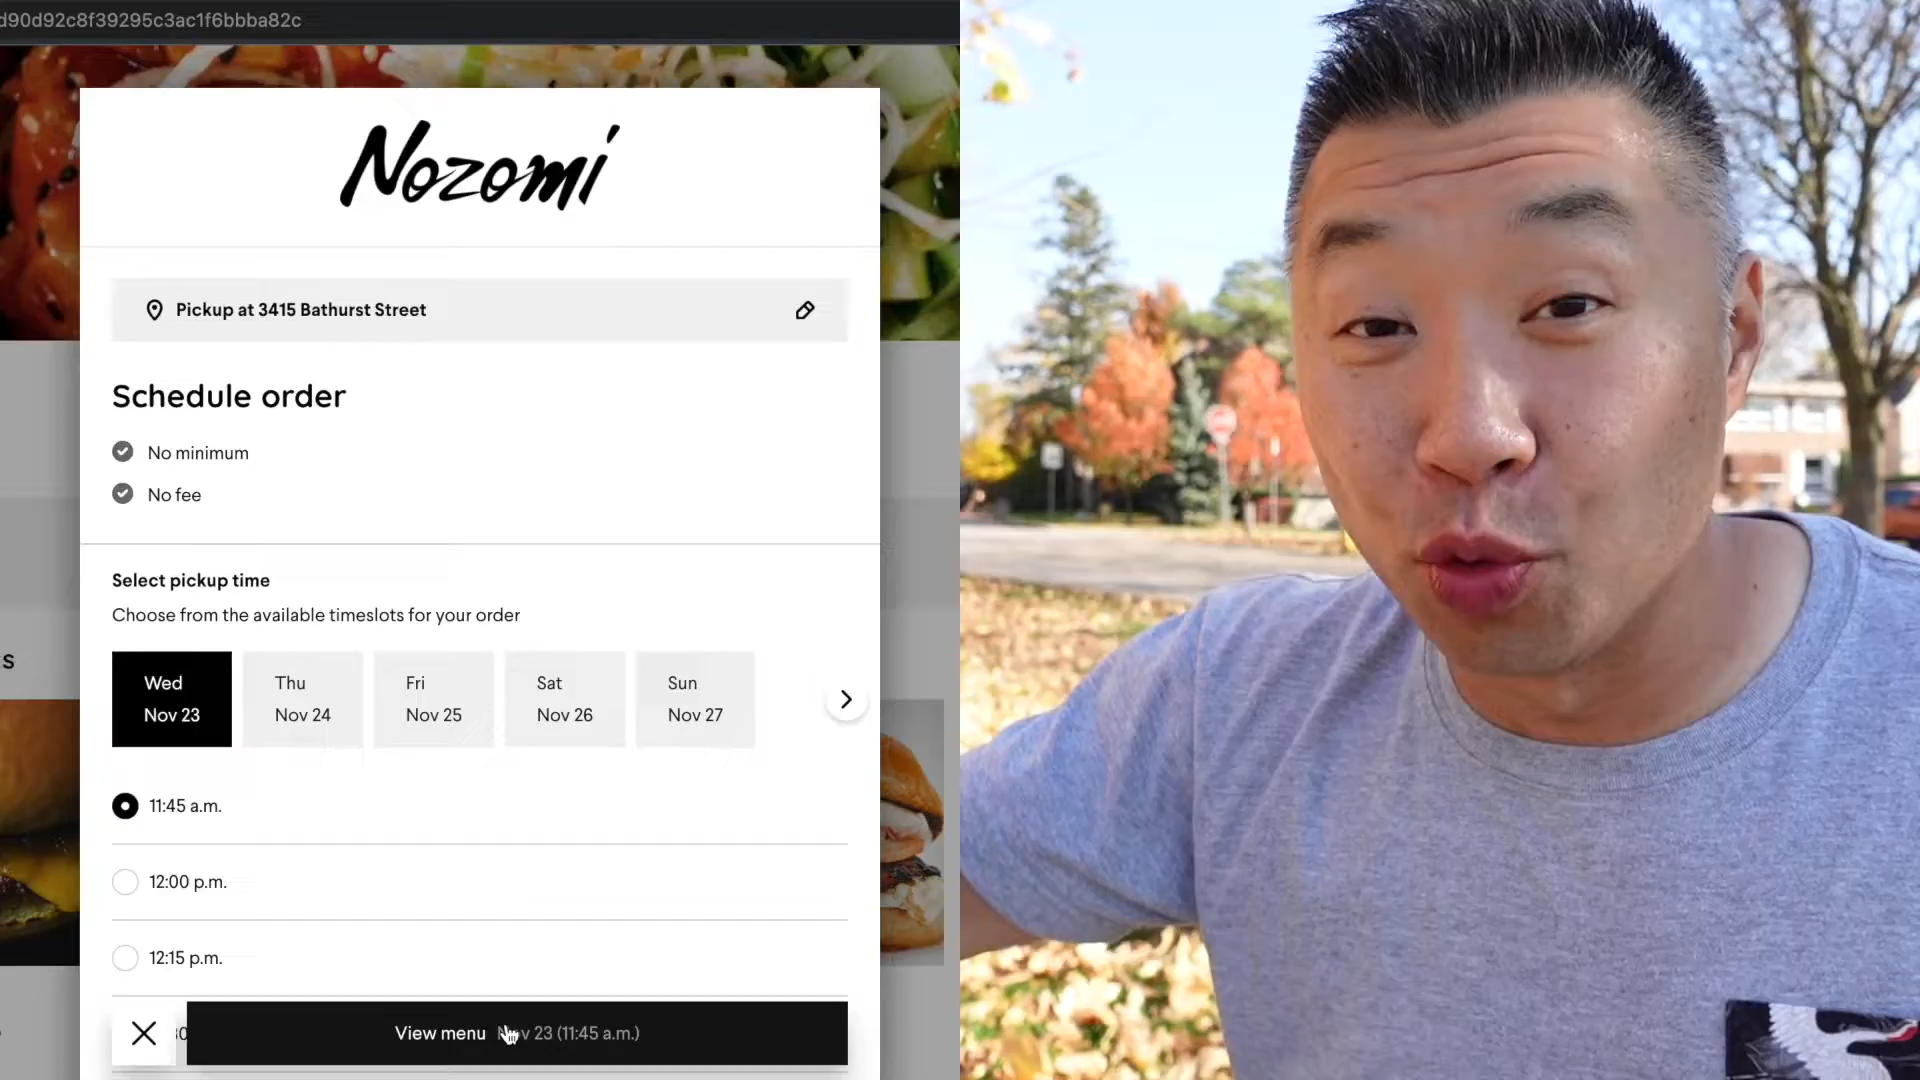 d90d92c8f39295c3ac1f6bbba82c
Nozomi
Pickup at 3415 Bathurst Street
Schedule order
No minimum
No fee
Select pickup time
Choose from the available timeslots for your order
Wed
Nov 23
Thu
Nov 24
Fri
Nov 25
Sat
Nov 26
Sun
Nov 27
11:45 a.m.
12:00 p.m.
12:15 p.m.
View menu 23 (11:45 a.m.)